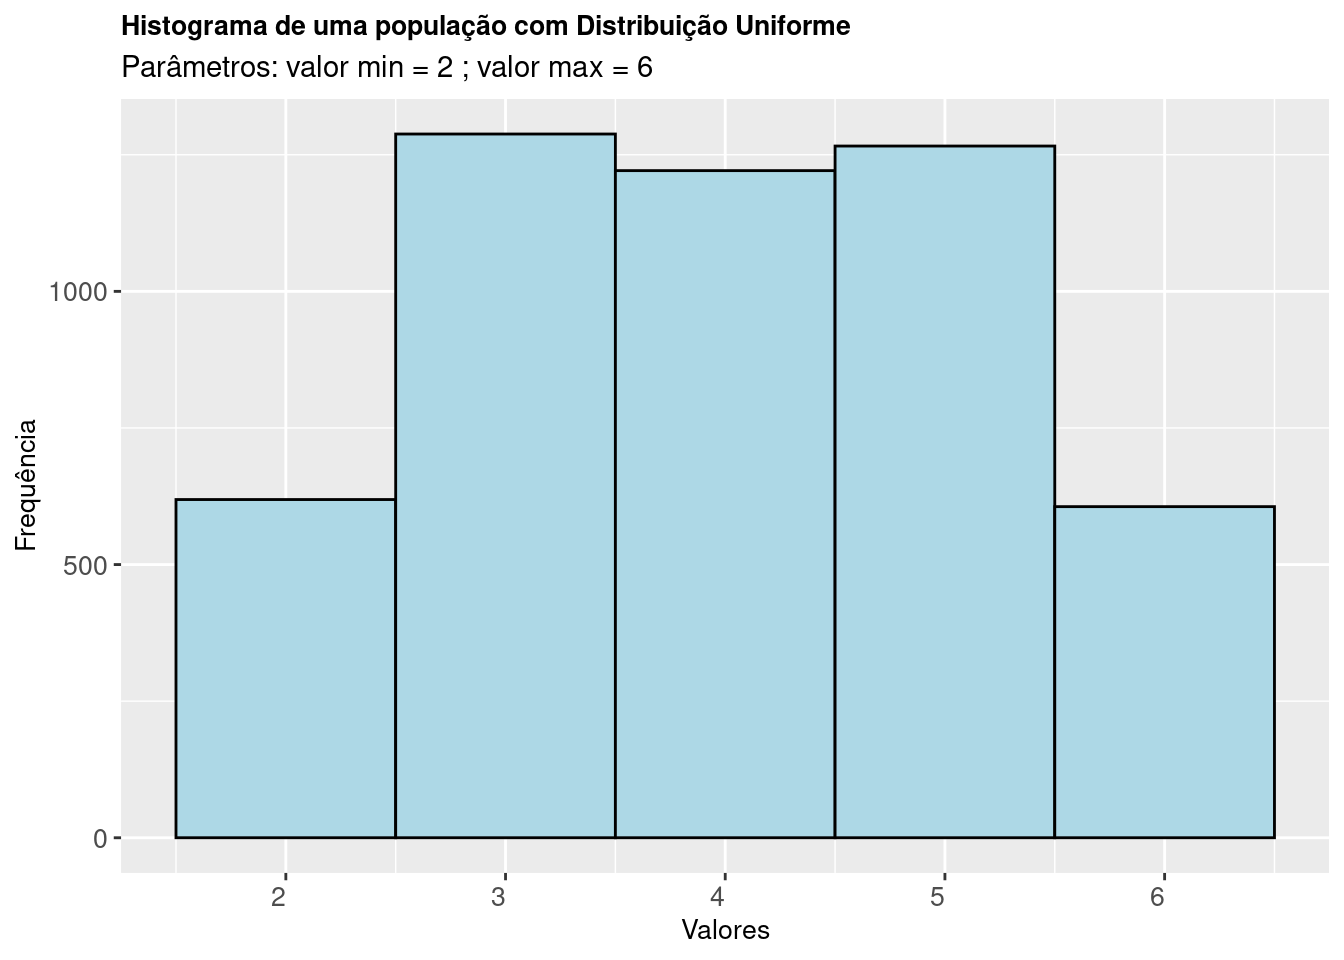 Histograma de uma população com Distribuição Uniforme
Parâmetros: valor min = 2 ; valor max = 6
Frequência
1000
500
0
2 3 4 5 6
Valores